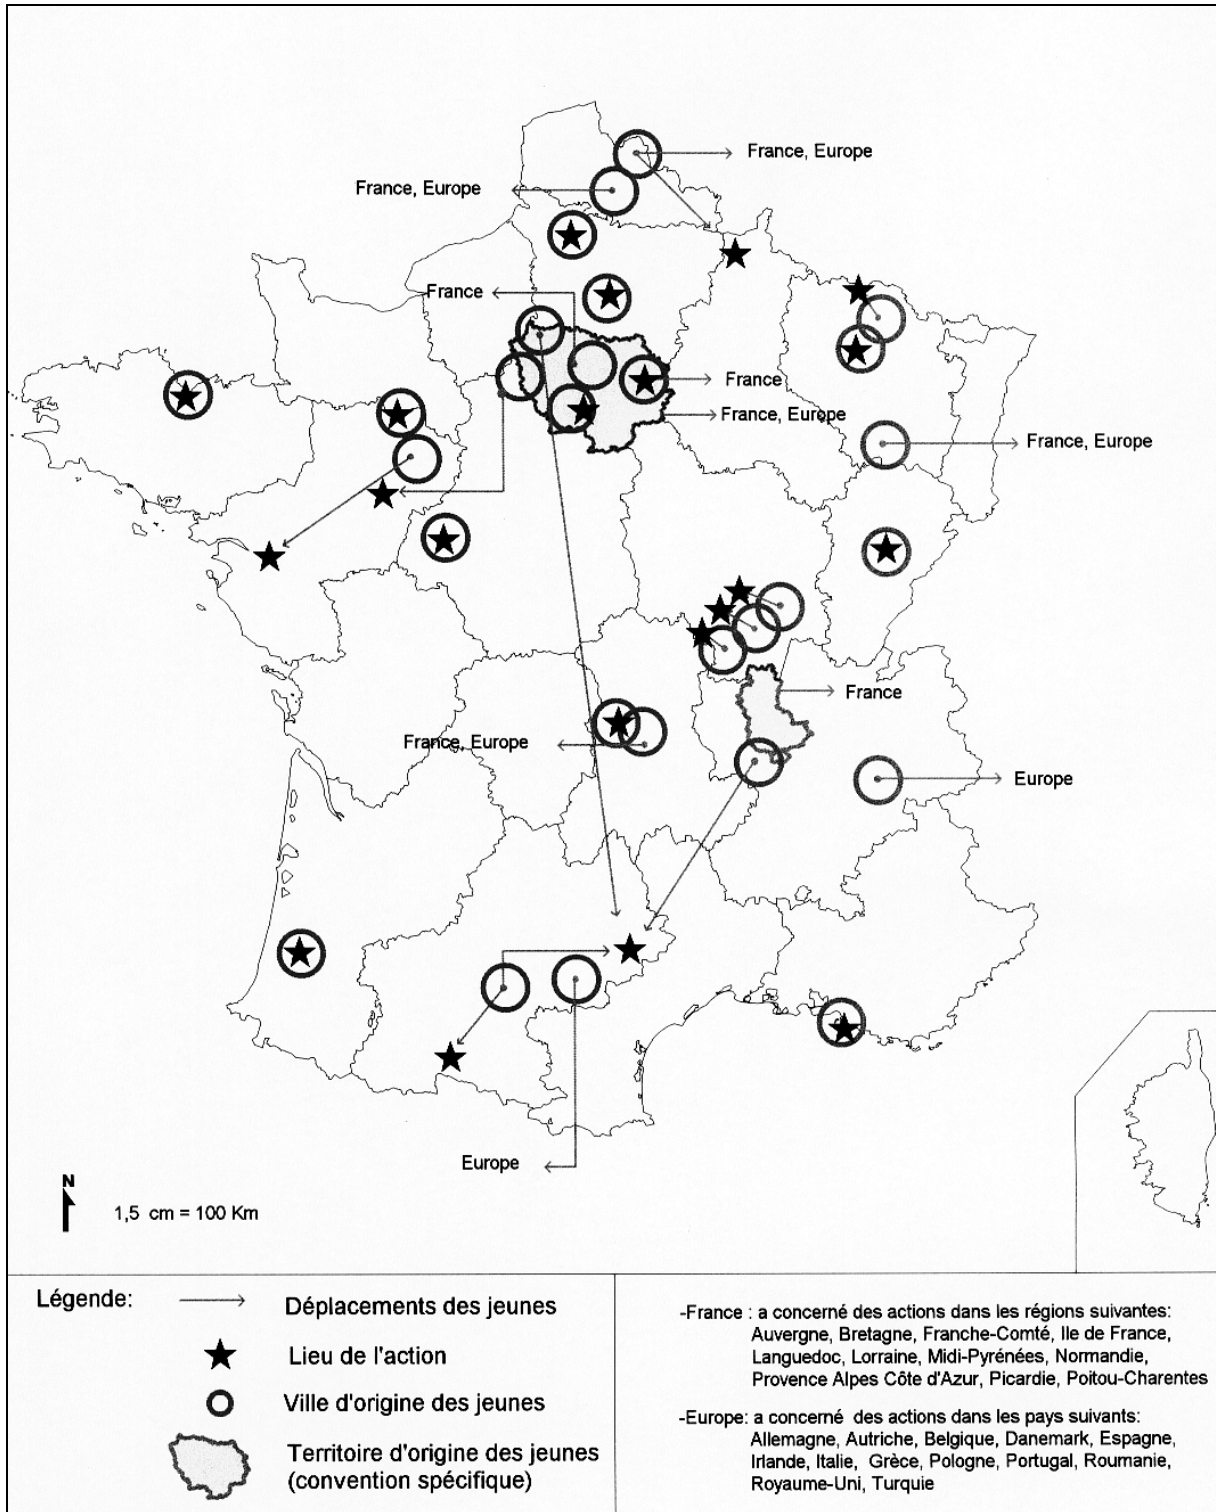 France, Europe
France, Europe
France
France
France, Europe
France, Europe
France
France, Europe
Europe
Europe
N
1,5 cm = 100 Km
Légende:
Déplacements des jeunes
Lieu de l'action
Ville d'origine des jeunes
Territoire d'origine des jeunes
(convention spécifique)
-France : a concerné des actions dans les régions suivantes:
Auvergne, Bretagne, Franche-Comté, Ile de France,
Languedoc, Lorraine, Midi-Pyrénées, Normandie,
Provence Alpes Côte d'Azur, Picardie, Poitou-Charentes
-Europe: a concerné des actions dans les pays suivants:
Allemagne, Autriche, Belgique, Danemark, Espagne,
Irlande, Italie, Grèce, Pologne, Portugal, Roumanie,
Royaume-Uni, Turquie